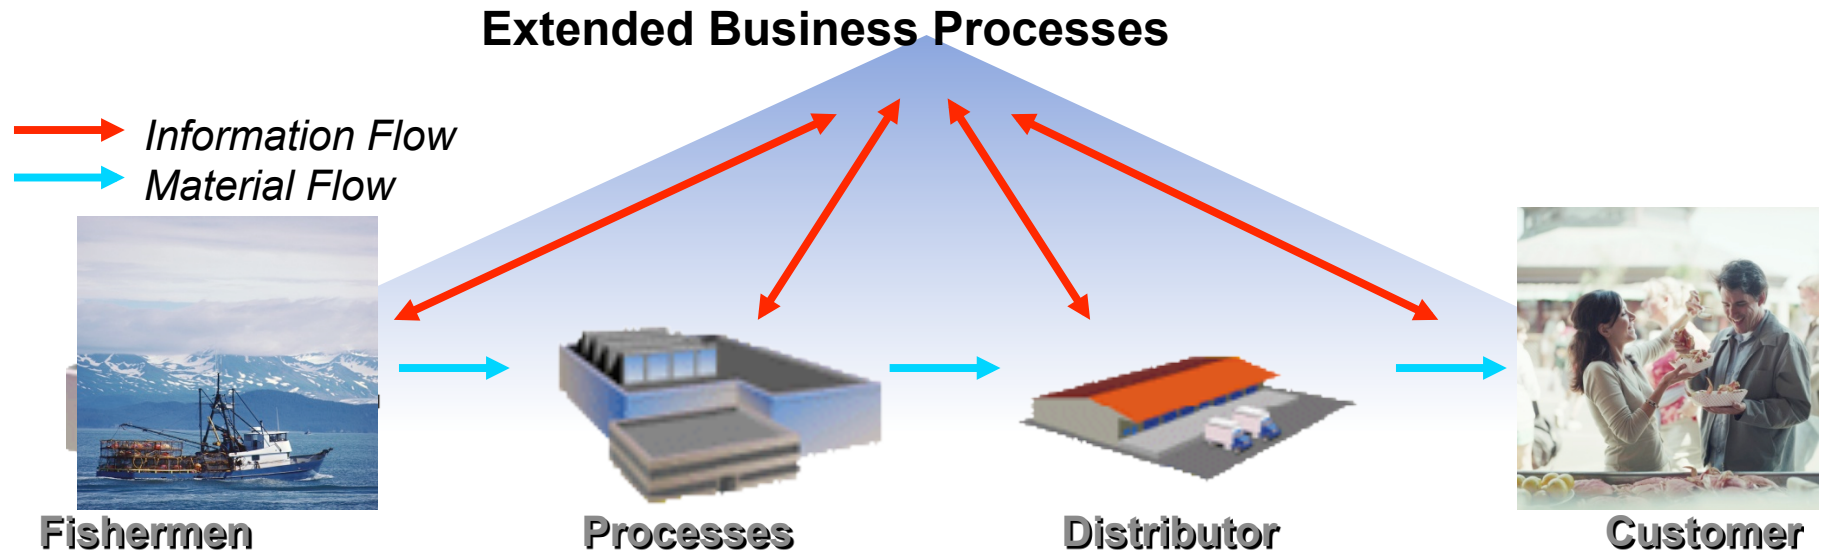 Extended Business Processes
Information Flow
Material Flow
Fishermen
Processes
Distributor
Customer